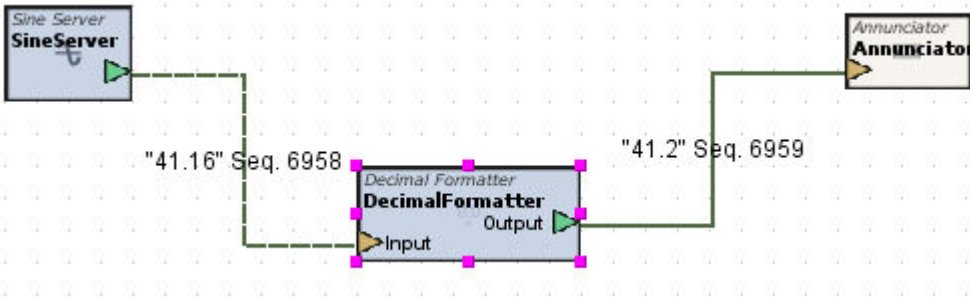 Sine Server
SineServer
Annunciator
Annunciator
"41.16" Seq. 6958
"41.2" Seq. 6959
Decimal Formatter
DecimalFormatter
Output
Input